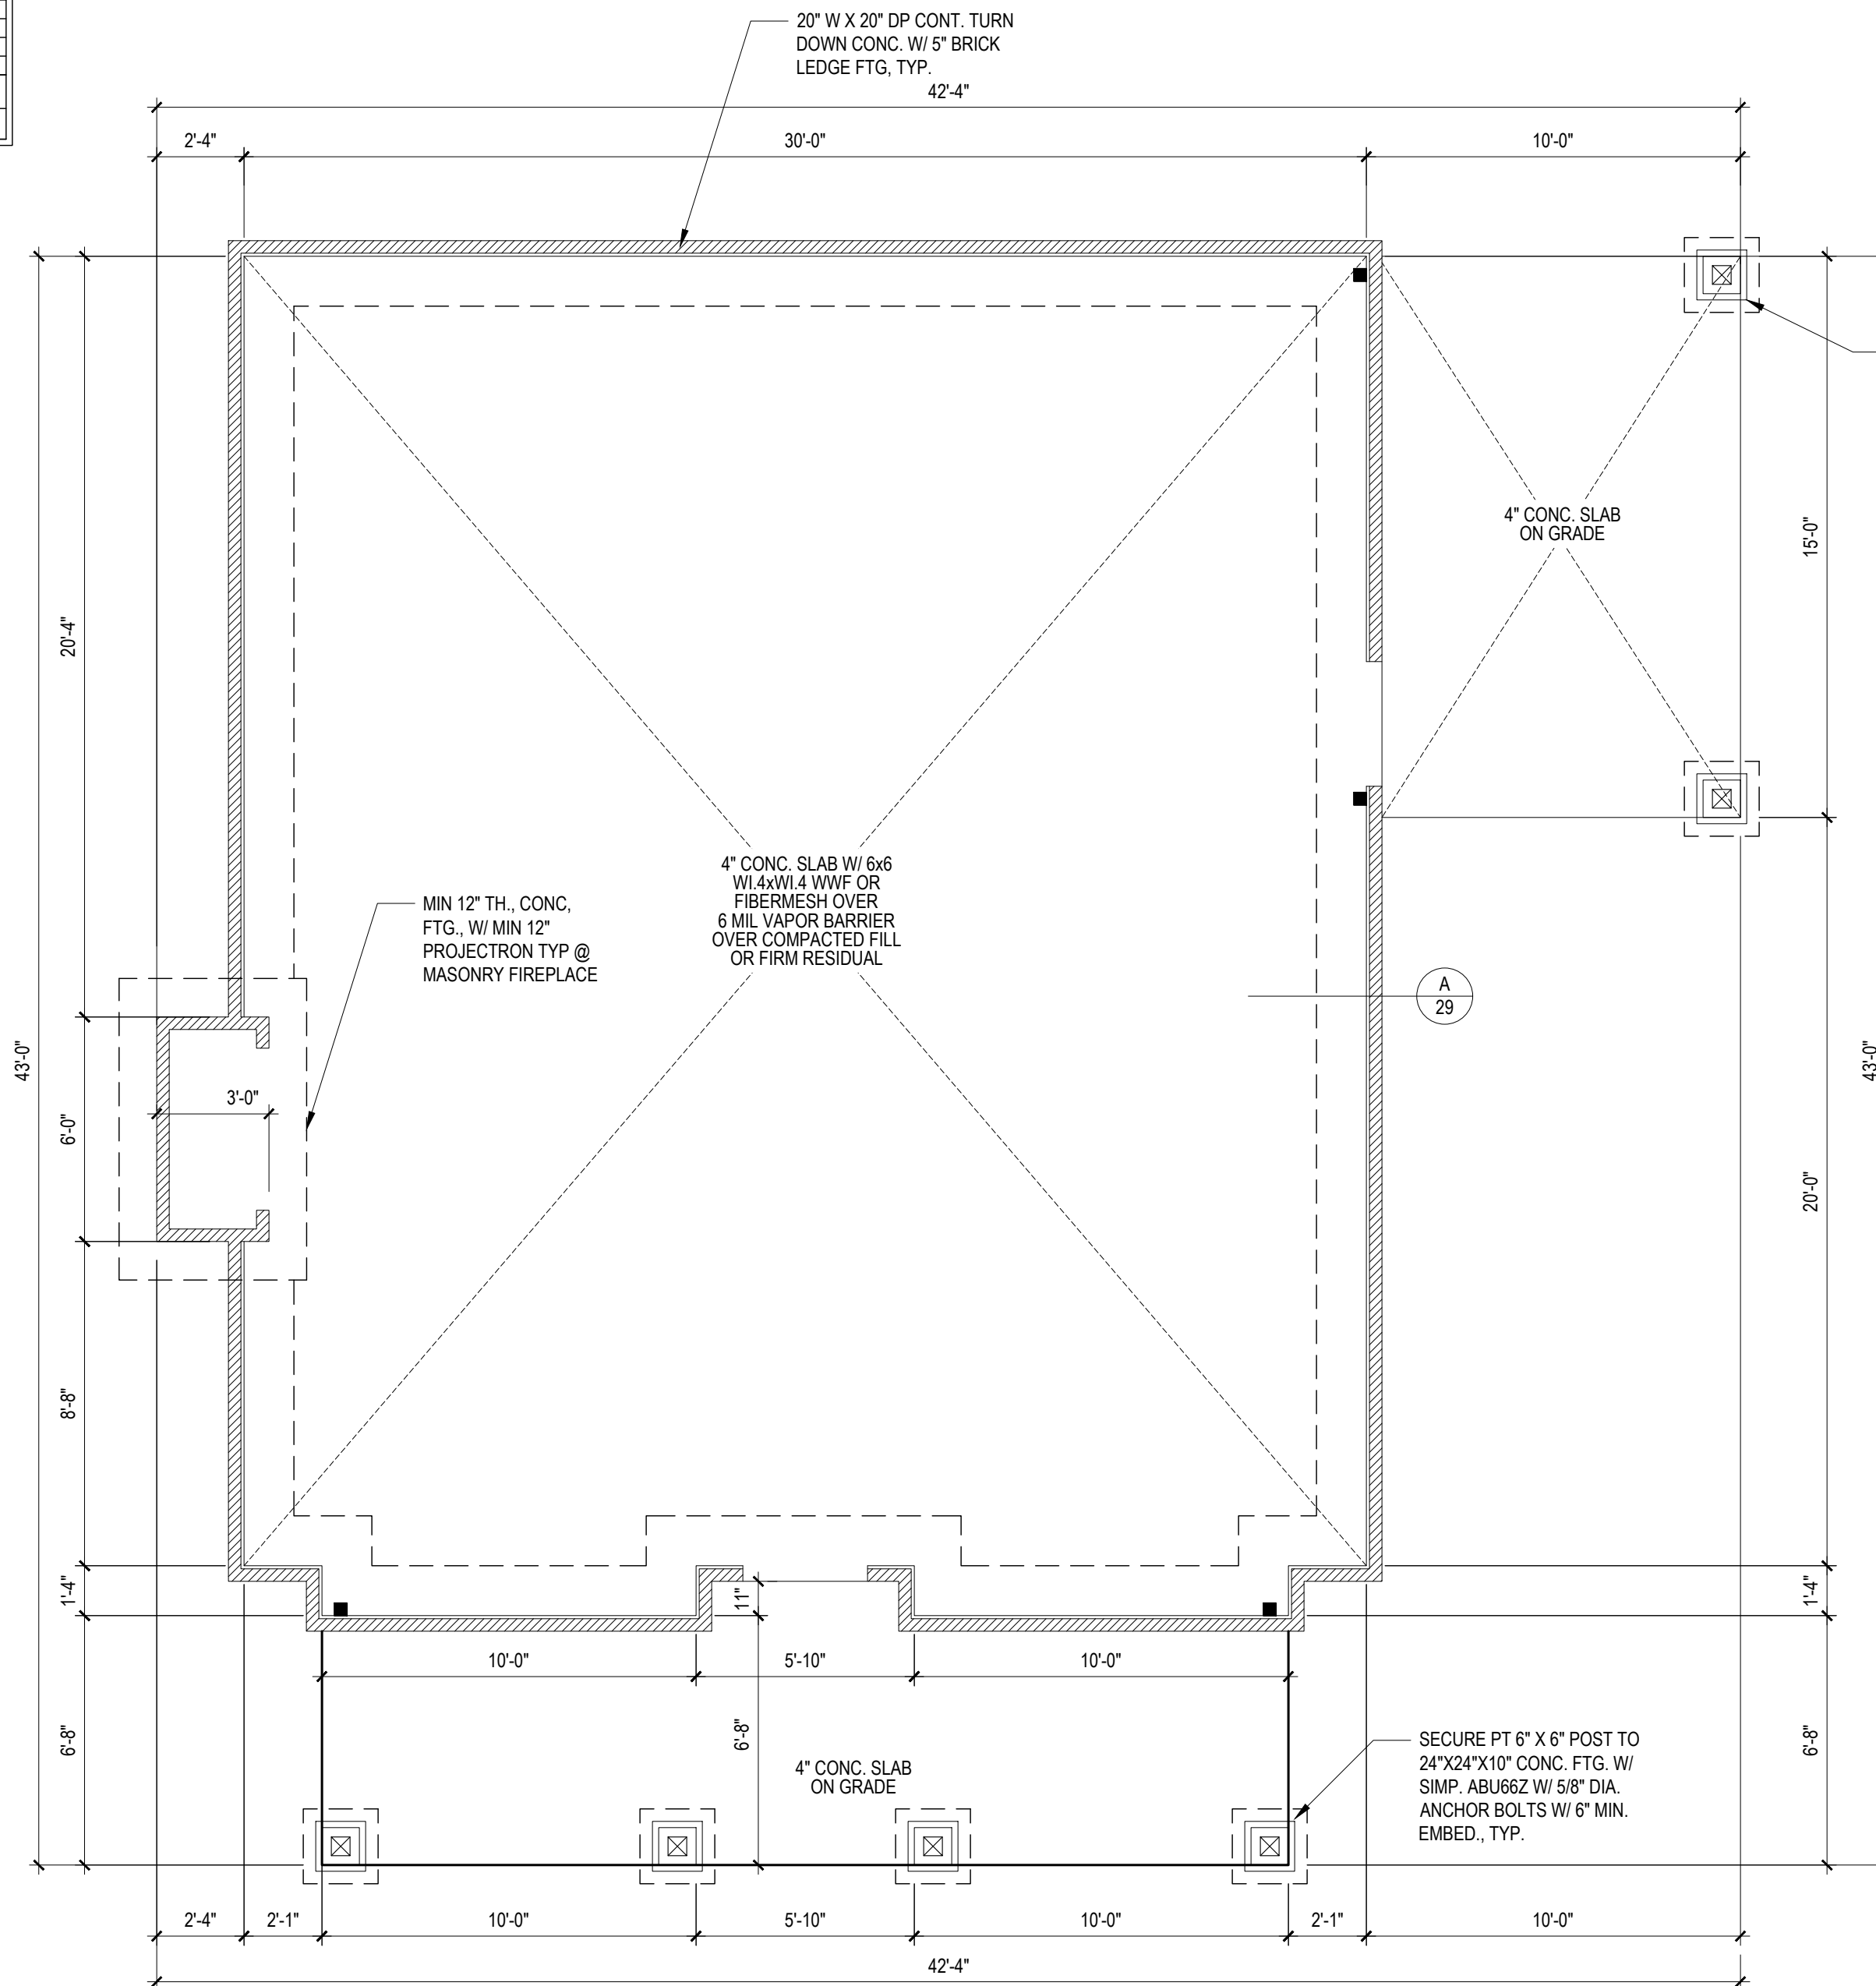 20" W X 20" DP CONT. TURN
DOWN CONC. W/ 5" BRICK
LEDGE FTG, TYP.
42'-4"
2'-4"
30'-0"
10'-0"
4" CONC. SLAB
ON GRADE
15'-0"
20'-4"
4" CONC. SLAB W/ 6x6
WI.4xWI.4 WWF OR
FIBERMESH OVER
6 MIL VAPOR BARRIER
OVER COMPACTED FILL
OR FIRM RESIDUAL
MIN 12" TH., CONC,
FTG., W/ MIN 12"
PROJECTRON TYP @
MASONRY FIREPLACE
A
29
43'-0"
43'-0"
3'-0"
6'-0"
20'-0"
8'-8"
1'-4"
11"
1'-4"
10'-0"
5'-10"
10'-0"
6'-8"
6'-8"
6'-8"
4" CONC. SLAB
ON GRADE
SECURE PT 6" X 6" POST TO
24"X24"X10" CONC. FTG. W/
SIMP. ABU66Z W/ 5/8" DIA.
ANCHOR BOLTS W/ 6" MIN.
EMBED., TYP.
2'-4"
2'-1"
10'-0"
5'-10"
10'-0"
2'-1"
10'-0"
42'-4"